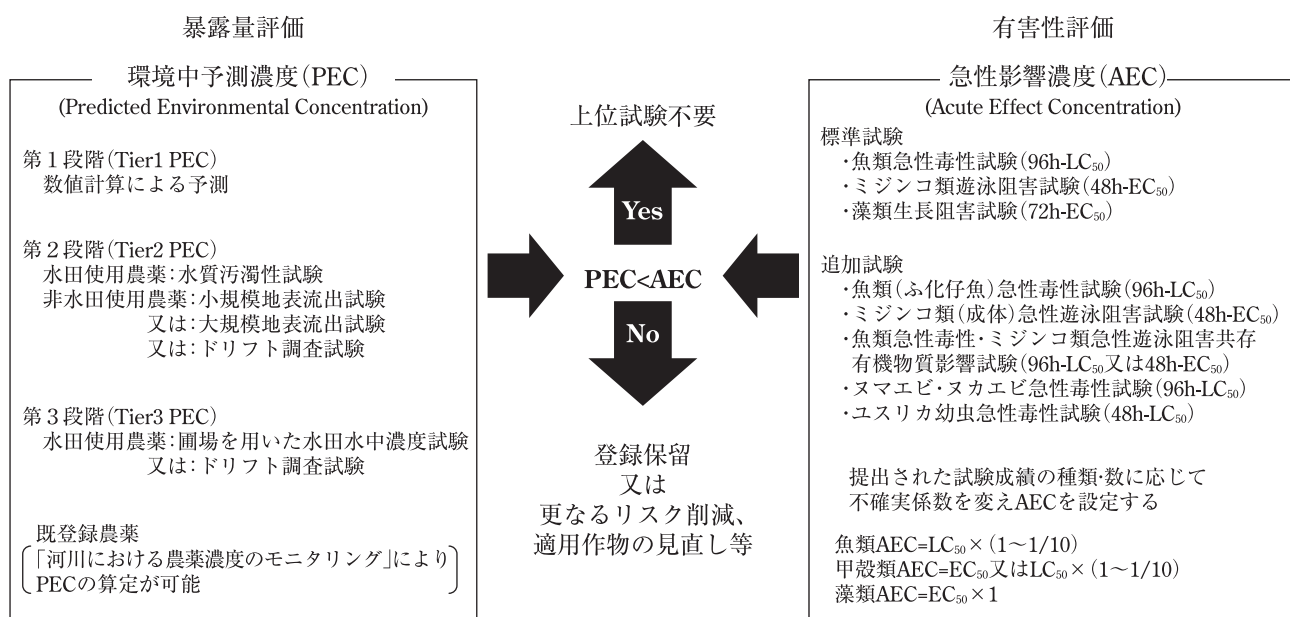 暴露量評価
環境中予測濃度(PEC)
(Predicted Environmental Concentration)
第１段階(Tier1 PEC)
数値計算による予測
第２段階(Tier2 PEC)
水田使用農薬:水質汚濁性試験
非水田使用農薬:小規模地表流出試験
又は:大規模地表流出試験
又は:ドリフト調査試験
第３段階(Tier3 PEC)
水田使用農薬:圃場を用いた水田水中濃度試験
又は:ドリフト調査試験
既登録農薬
「河川における農薬濃度のモニタリング」により
PECの算定が可能
上位試験不要
Yes
PEC<AEC
No
登録保留
又は
更なるリスク削減、
適用作物の見直し等
有害性評価
急性影響濃度(AEC)
(Acute Effect Concentration)
標準試験
・魚類急性毒性試験(96h-LC₅₀)
・ミジンコ類遊泳阻害試験(48h-EC₅₀)
・藻類生長阻害試験(72h-EC₅₀)
追加試験
・魚類(ふ化仔魚)急性毒性試験(96h-LC₅₀)
・ミジンコ類(成体)急性遊泳阻害試験(48h-EC₅₀)
・魚類急性毒性・ミジンコ類急性遊泳阻害共存
有機物質影響試験(96h-LC₅₀又は48h-EC₅₀)
・ヌマエビ・ヌカエビ急性毒性試験(96h-LC₅₀)
・ユスリカ幼虫急性毒性試験(48h-LC₅₀)
提出された試験成績の種類・数に応じて
不確実係数を変えAECを設定する
魚類AEC=LC₅₀×(1～1/10)
甲殻類AEC=EC₅₀又はLC₅₀×(1～1/10)
藻類AEC=EC₅₀×1